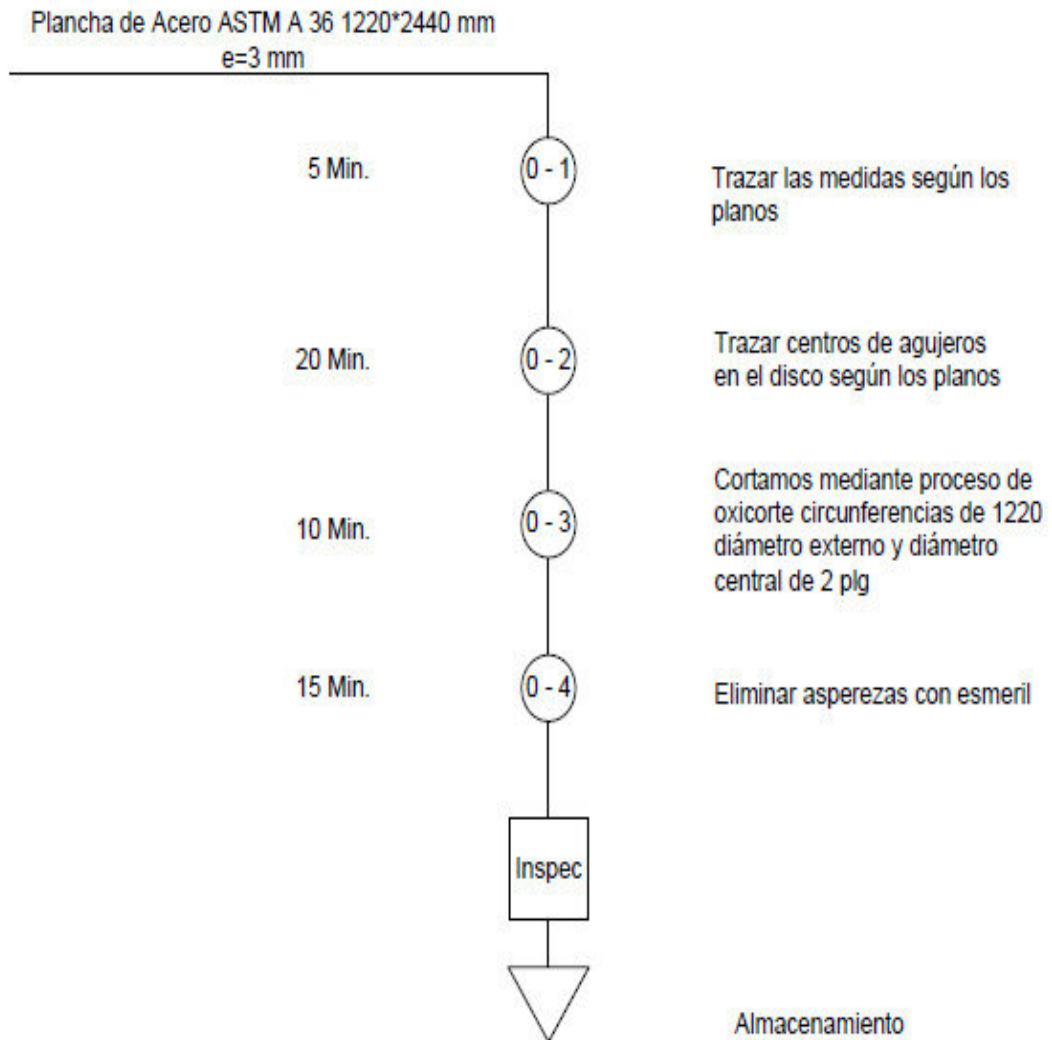 Plancha de Acero ASTM A 36 1220*2440 mm
e=3 mm
5 Min.
0 - 1
Trazar las medidas según los
planos
20 Min.
0 - 2
Trazar centros de agujeros
en el disco según los planos
10 Min.
0 - 3
Cortamos mediante proceso de
oxicorte circunferencias de 1220
diámetro externo y diámetro
central de 2 plg
15 Min.
0 - 4
Eliminar asperezas con esmeril
Inspec
Almacenamiento